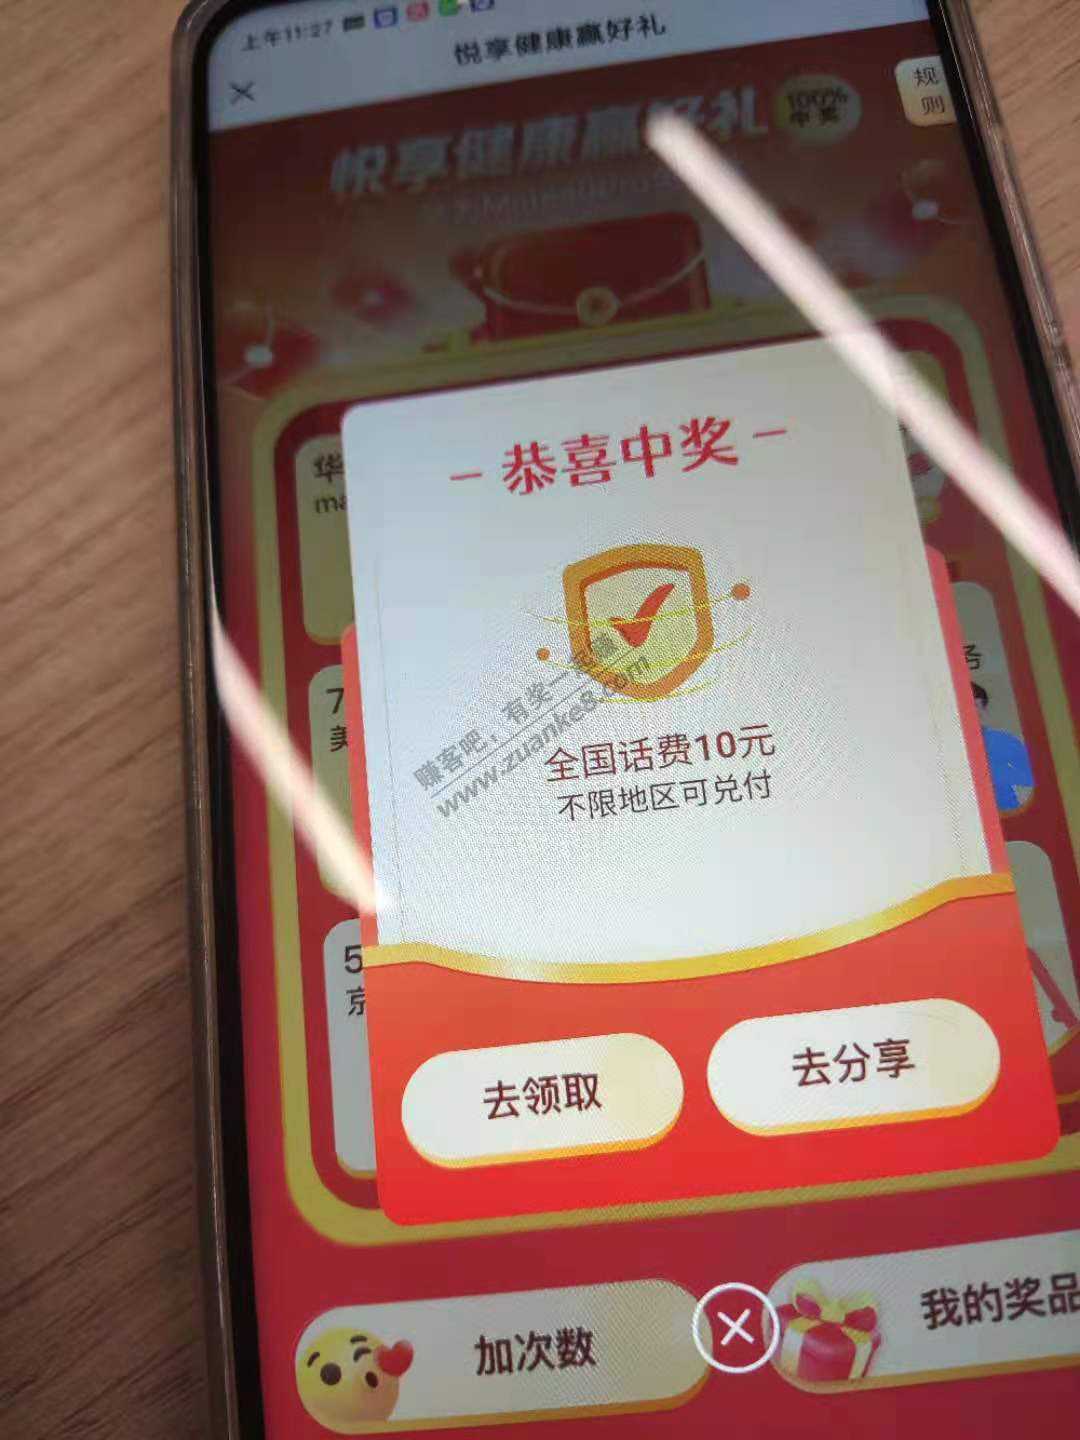 上午11:27
悦享健康赢好礼
规
则
悦享健康赢好礼
100%
中奖
华
ma
恭喜中奖
7
美
务
赚客吧，有奖一起赚
www.zuanke8.com
全国话费10元
不限地区可兑付
5
京
去领取
去分享
加次数
我的奖品